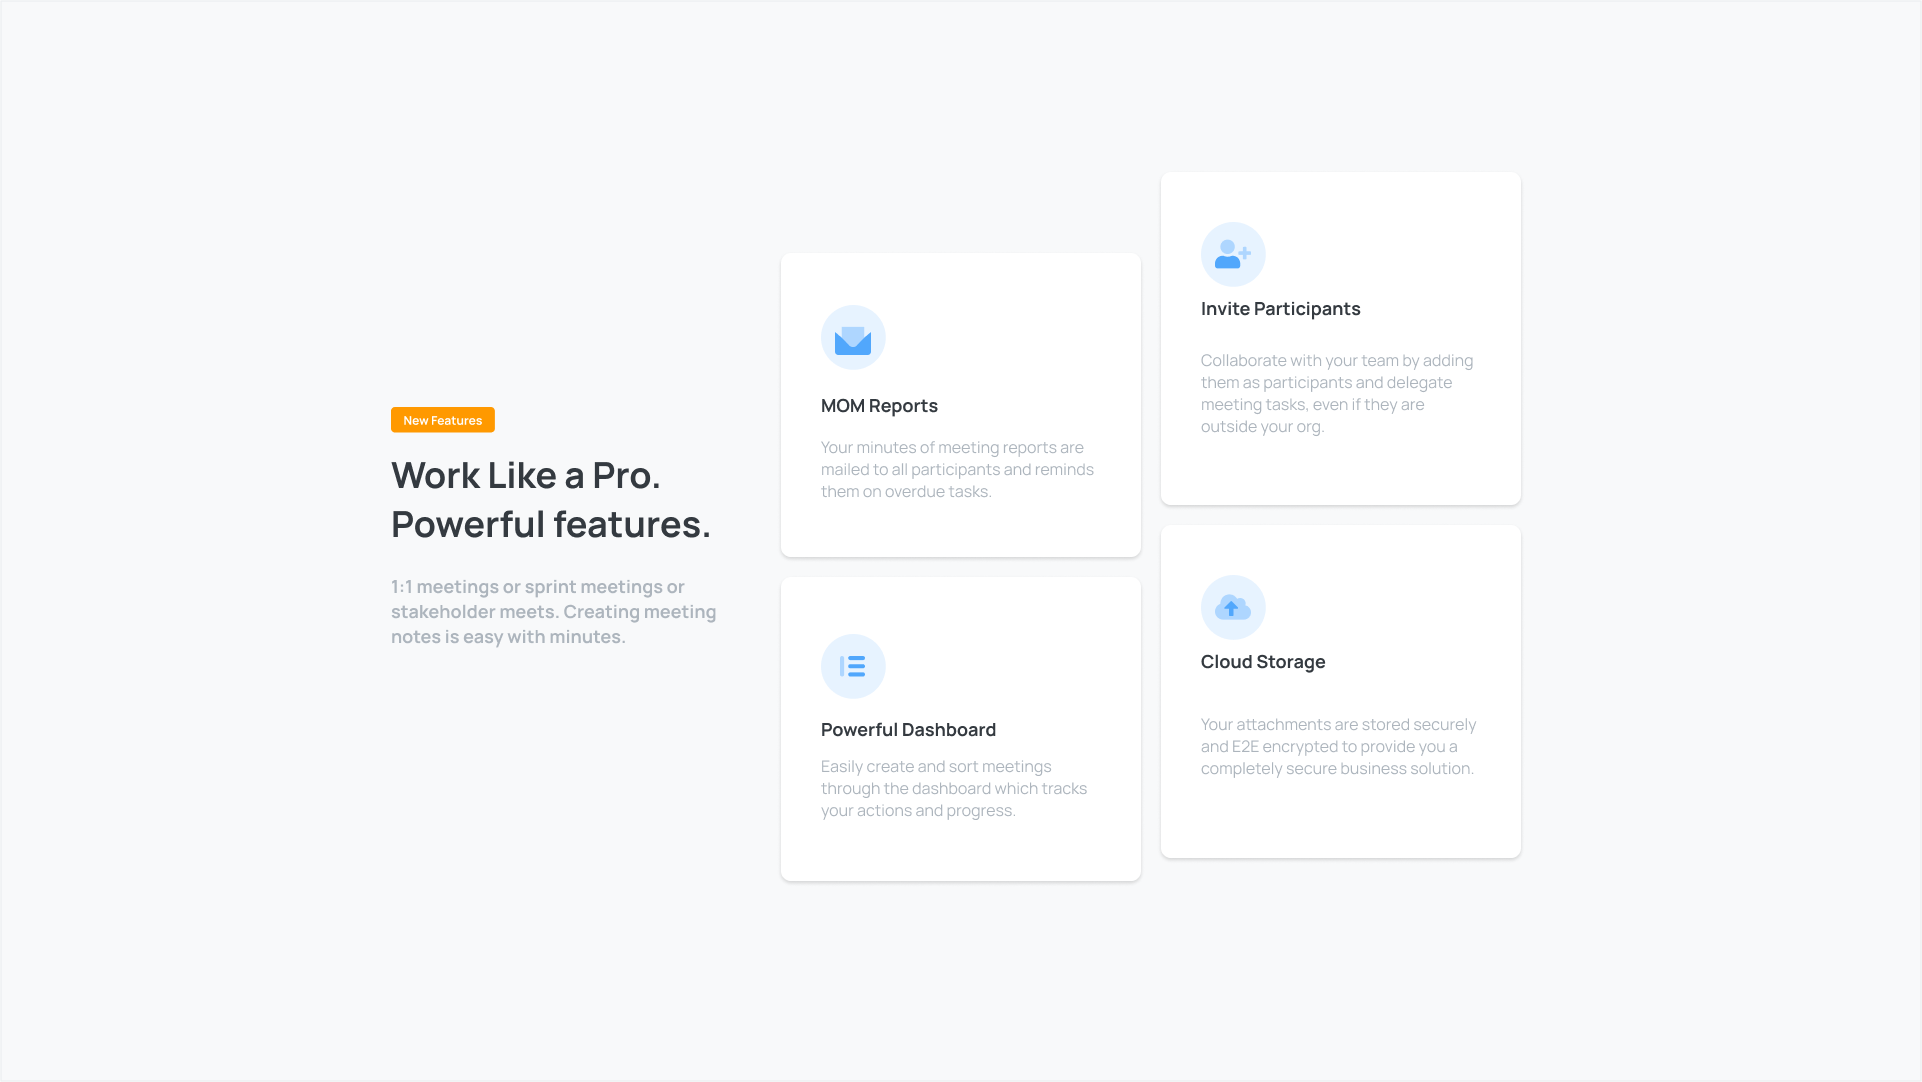 New Features
Work Like a Pro.
Powerful features.
1:1 meetings or sprint meetings or
stakeholder meets. Creating meeting
notes is easy with minutes.
MOM Reports
Your minutes of meeting reports are
mailed to all participants and reminds
them on overdue tasks.
Powerful Dashboard
Easily create and sort meetings
through the dashboard which tracks
your actions and progress.
Invite Participants
Collaborate with your team by adding
them as participants and delegate
meeting tasks, even if they are
outside your org.
Cloud Storage
Your attachments are stored securely
and E2E encrypted to provide you a
completely secure business solution.